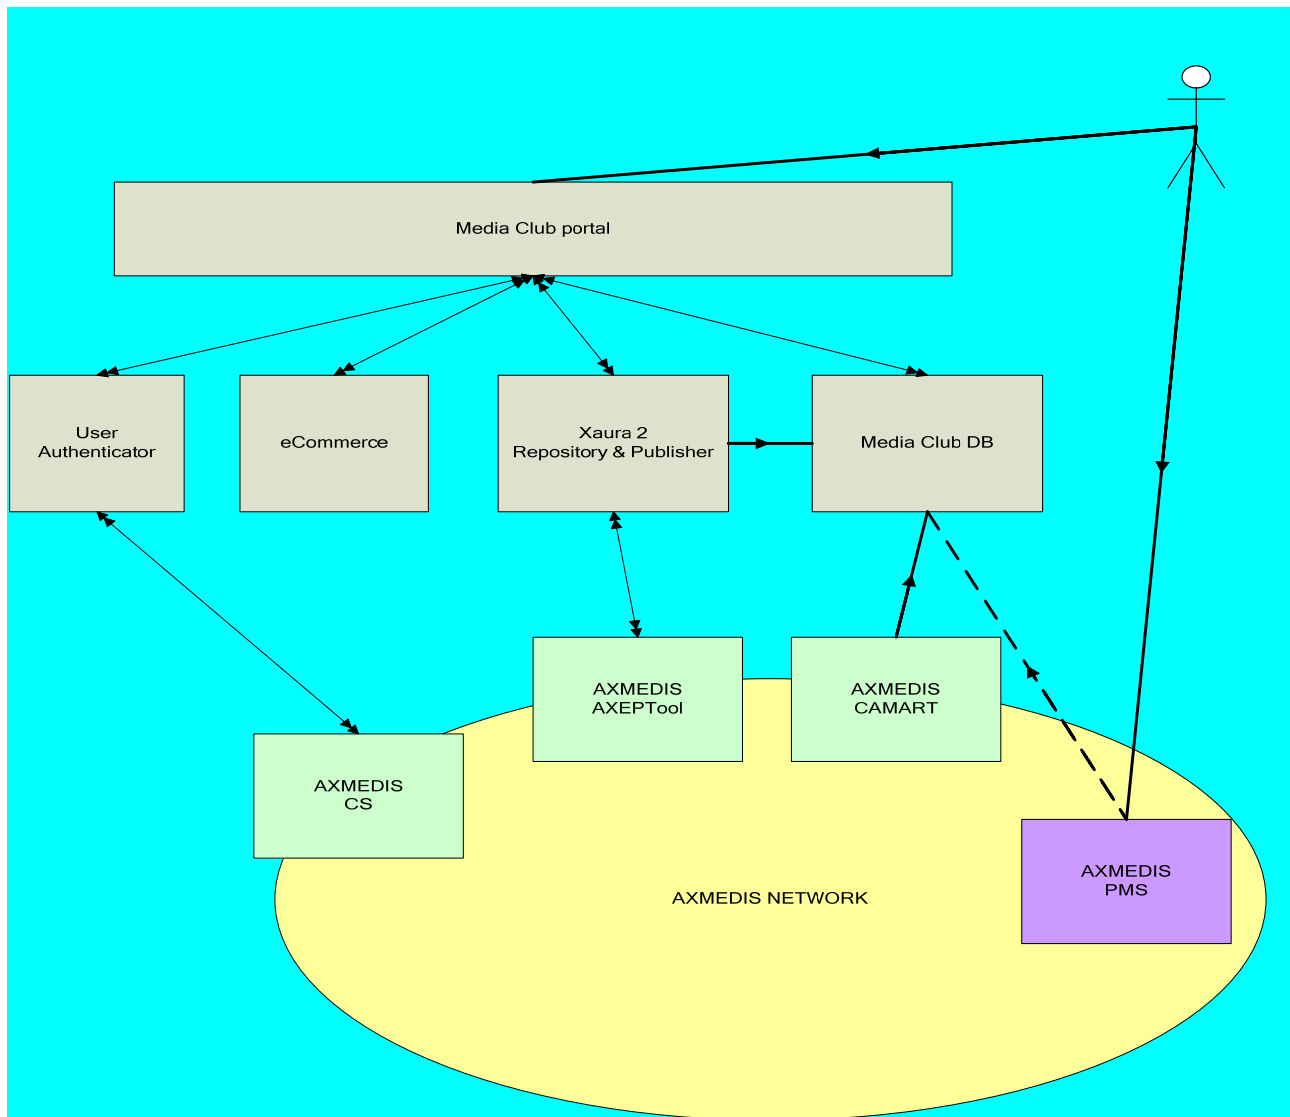 Media Club portal
User
Authenticator
eCommerce
Xaura 2
Repository & Publisher
Media Club DB
AXMEDIS
AXEPTool
AXMEDIS
CAMART
AXMEDIS
CS
AXMEDIS
PMS
AXMEDIS NETWORK